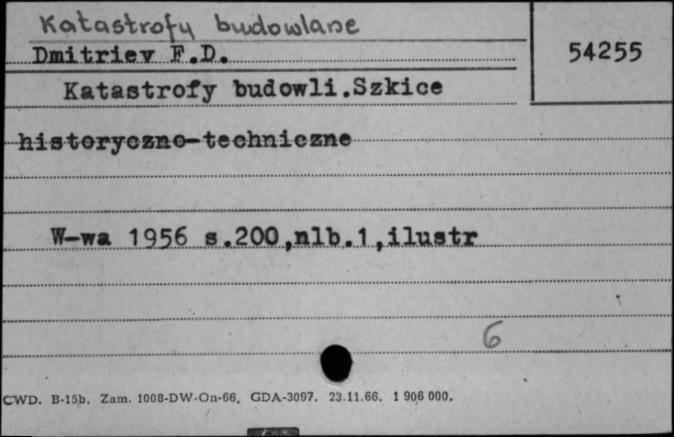 Katastrofy budowlane
Dmitriev F.D.
54255
Katastrofy budowli.Szkice
historyczno-techniczne
W-wa 1956 s.200,nlb.1,ilustr
6
CWD. B-15b. Zam. 1008-DW-On-66. GDA-3097. 23.11.66. 1 906 000.